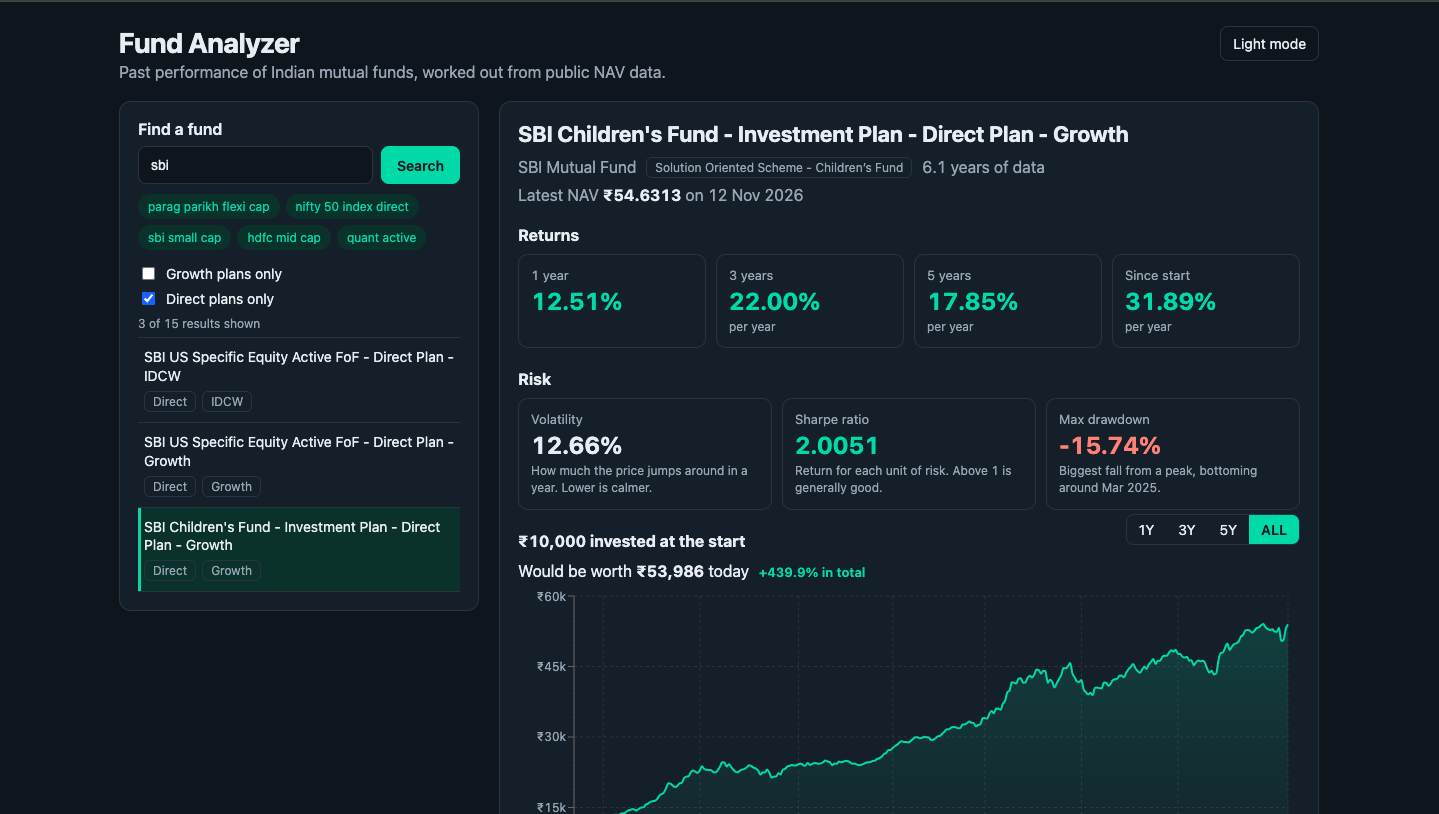 Fund Analyzer
Light mode
Past performance of Indian mutual funds, worked out from public NAV data.
Find a fund
sbi
Search
parag parikh flexi cap
nifty 50 index direct
sbi small cap
hdfc mid cap
quant active
Growth plans only
Direct plans only
3 of 15 results shown
SBI US Specific Equity Active FoF - Direct Plan -
IDCW
Direct
IDCW
SBI US Specific Equity Active FoF - Direct Plan -
Growth
Direct
Growth
SBI Children's Fund - Investment Plan - Direct
Plan - Growth
Direct
Growth
SBI Children's Fund - Investment Plan - Direct Plan - Growth
SBI Mutual Fund
Solution Oriented Scheme - Children's Fund
6.1 years of data
Latest NAV ₹54.6313 on 12 Nov 2026
Returns
1 year
12.51%
3 years
22.00%
per year
5 years
17.85%
per year
Since start
31.89%
per year
Risk
Volatility
12.66%
How much the price jumps around in a
year. Lower is calmer.
Sharpe ratio
2.0051
Return for each unit of risk. Above 1 is
generally good.
Max drawdown
-15.74%
Biggest fall from a peak, bottoming
around Mar 2025.
1Y
3Y
5Y
ALL
₹10,000 invested at the start
Would be worth ₹53,986 today +439.9% in total
₹60k
₹45k
₹30k
₹15k